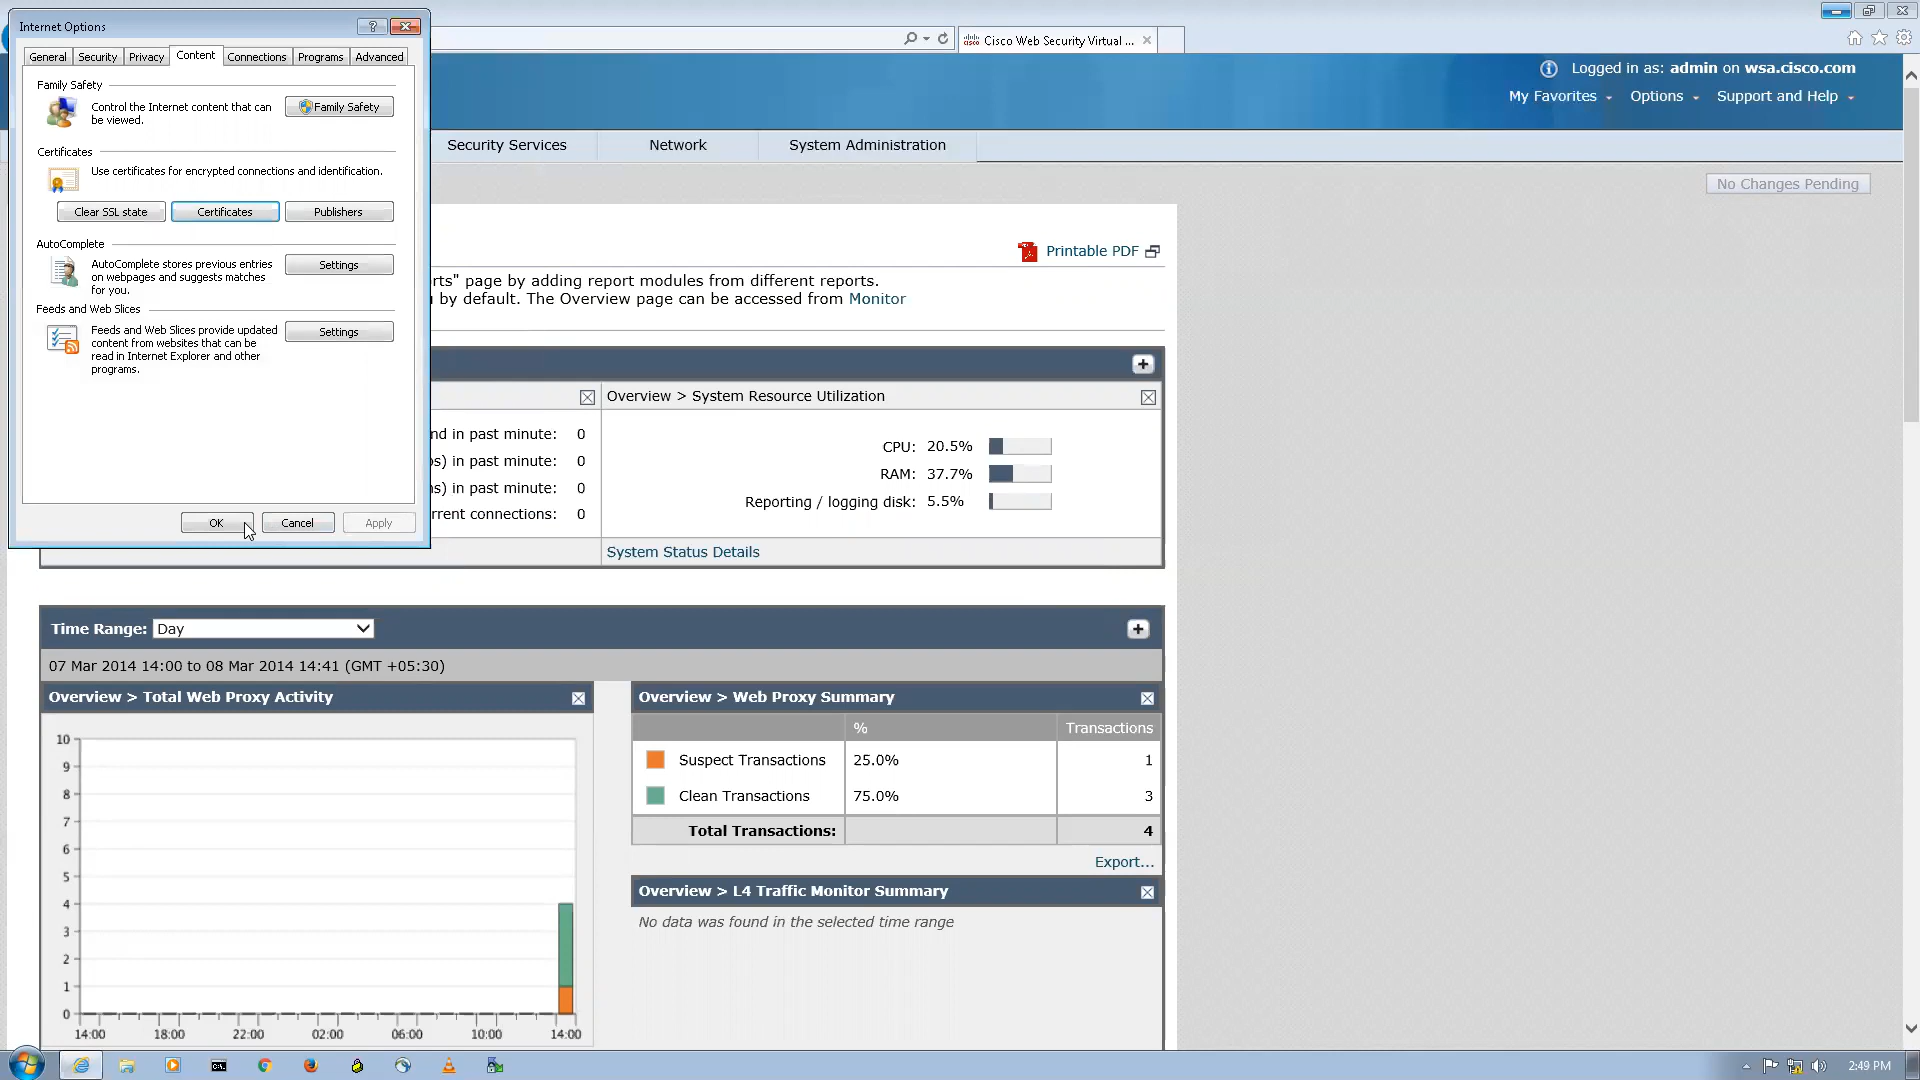 Internet Options
General Security Privacy Content Connections Programs Advanced
Family Safety
Control the Internet content that can
be viewed.
Family Safety
Certificates
Use certificates for encrypted connections and identification.
Clear SSL state Certificates Publishers
AutoComplete
AutoComplete stores previous entries
on webpages and suggests matches
for you.
Settings
Feeds and Web Slices
Feeds and Web Slices provide updated
content from websites that can be
read in Internet Explorer and other
programs.
Settings
OK Cancel Apply
Cisco Web Security Virtual ...
Logged in as: admin on wsa.cisco.com
My Favorites Options Support and Help
Security Services Network System Administration
No Changes Pending
Printable PDF
rts" page by adding report modules from different reports.
by default. The Overview page can be accessed from Monitor
Overview > System Resource Utilization
nd in past minute: 0
s) in past minute: 0
s) in past minute: 0
rrent connections: 0
CPU: 20.5%
RAM: 37.7%
Reporting / logging disk: 5.5%
System Status Details
Time Range: Day
07 Mar 2014 14:00 to 08 Mar 2014 14:41 (GMT +05:30)
Overview > Total Web Proxy Activity
10
9
8
7
6
5
4
3
2
1
0
14:00 18:00 22:00 02:00 06:00 10:00 14:00
Overview > Web Proxy Summary
% Transactions
Suspect Transactions 25.0% 1
Clean Transactions 75.0% 3
Total Transactions: 4
Export...
Overview > L4 Traffic Monitor Summary
No data was found in the selected time range
2:49 PM